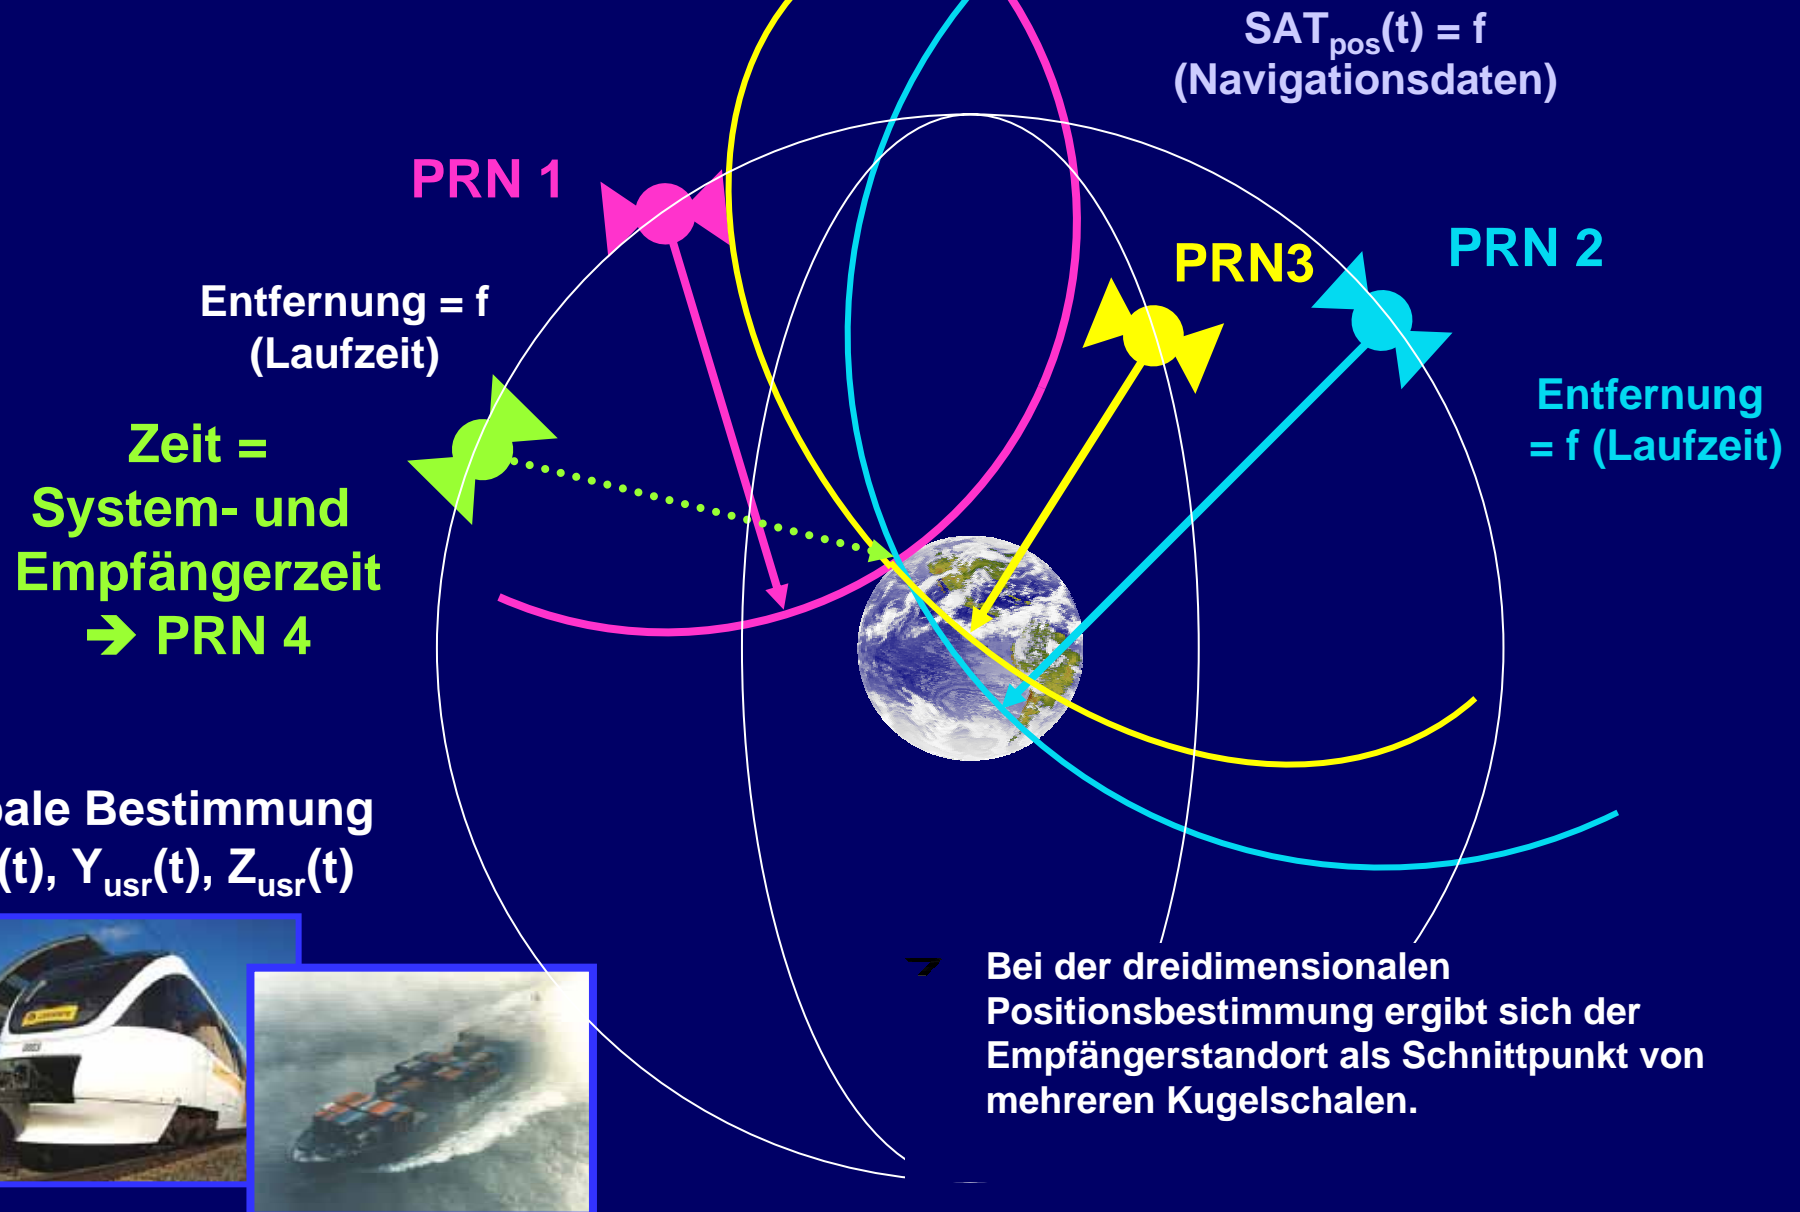 SATpos(t) = f
(Navigationsdaten)
PRN 1
PRN3
PRN 2
Entfernung = f
(Laufzeit)
Entfernung
= f (Laufzeit)
Zeit =
System- und
Empfängerzeit
➔ PRN 4
ale Bestimmung
(t), Yusr(t), Zusr(t)
Bei der dreidimensionalen
Positionsbestimmung ergibt sich der
Empfängerstandort als Schnittpunkt von
mehreren Kugelschalen.